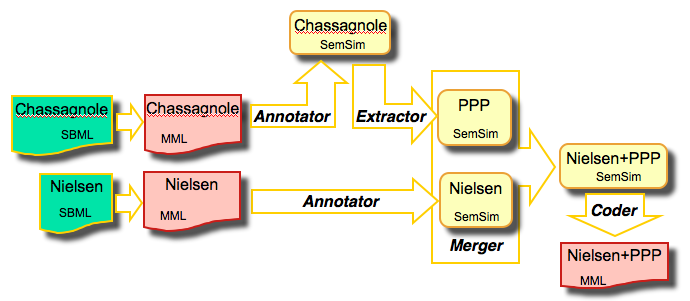 Chassagnole
SemSim
Chassagnole
SBML
Chassagnole
MML
Annotator
Extractor
PPP
SemSim
Nielsen
SBML
Nielsen
MML
Annotator
Nielsen
SemSim
Merger
Nielsen+PPP
SemSim
Coder
Nielsen+PPP
MML